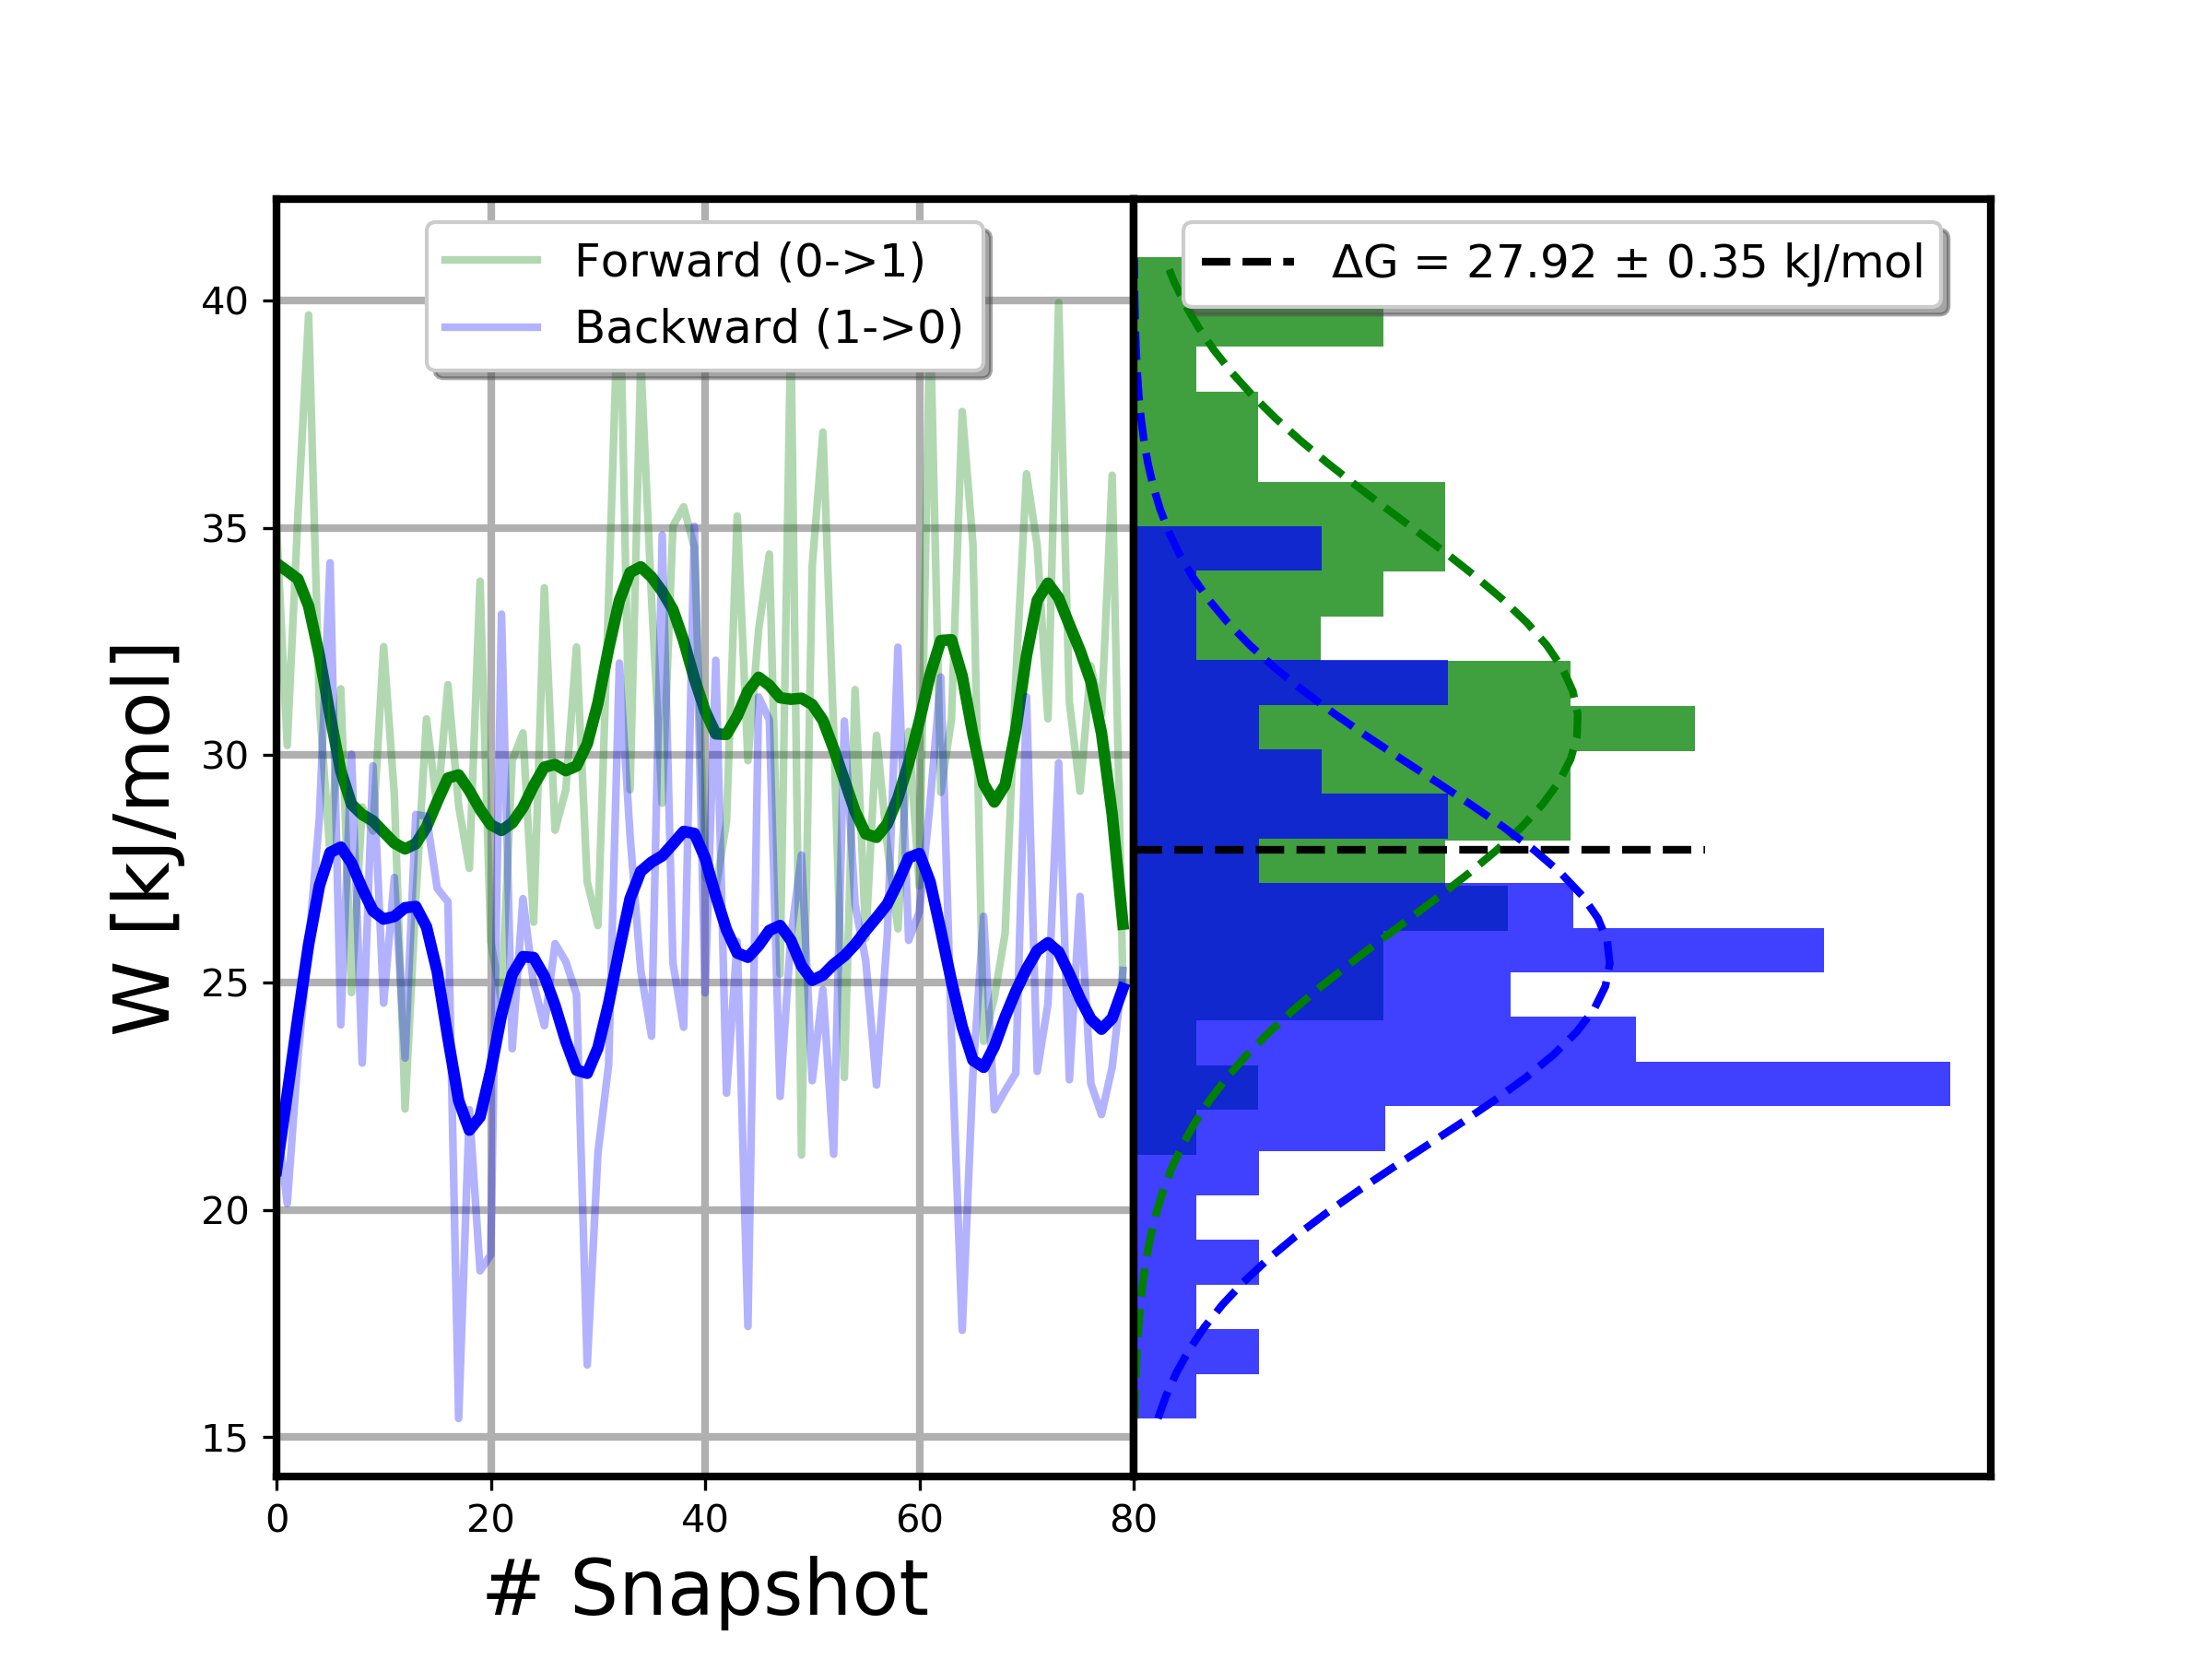 Forward (0->1)
Backward (1->0)
ΔG = 27.92 ± 0.35 kJ/mol
W [kJ/mol]
40
35
30
25
20
15
0 20 40 60 80
# Snapshot